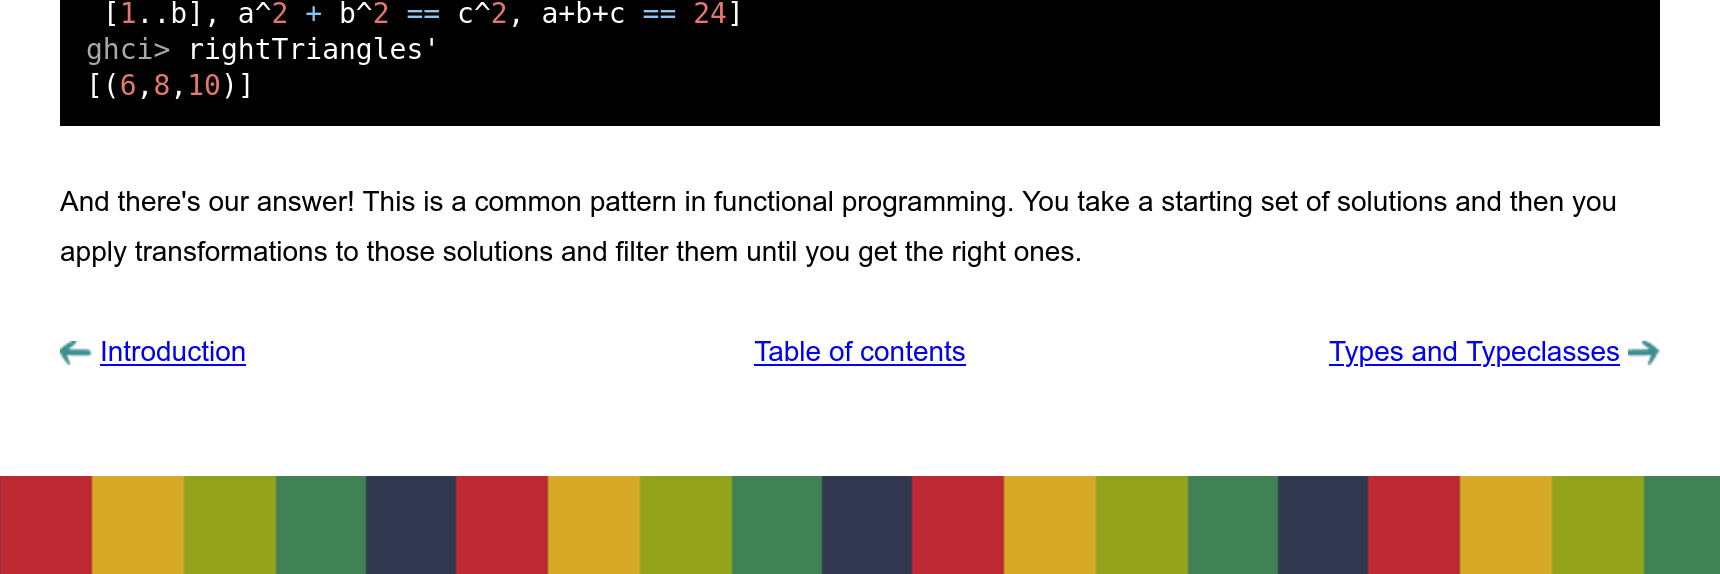 [1..b], a^2 + b^2 == c^2, a+b+c == 24]
ghci> rightTriangles'
[(6,8,10)]
And there's our answer! This is a common pattern in functional programming. You take a starting set of solutions and then you
apply transformations to those solutions and filter them until you get the right ones.
Introduction
Table of contents
Types and Typeclasses